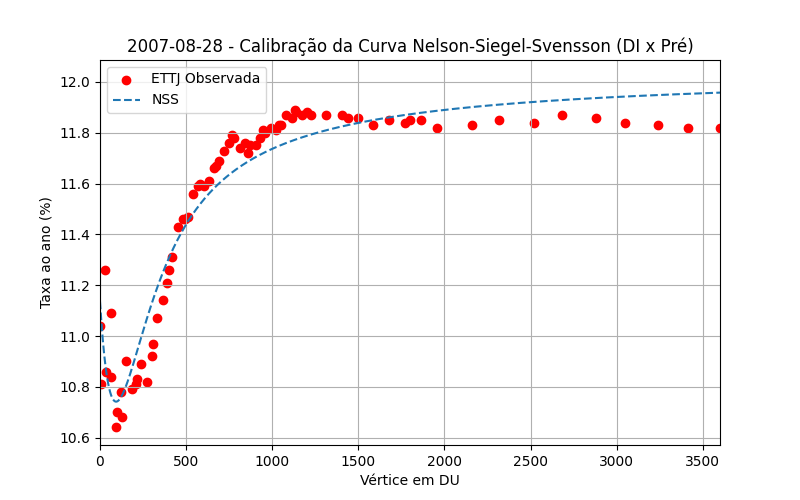 2007-08-28 - Calibração da Curva Nelson-Siegel-Svensson (DI x Pré)
ETTJ Observada
NSS
Taxa ao ano (%)
12.0
11.8
11.6
11.4
11.2
11.0
10.8
10.6
0 500 1000 1500 2000 2500 3000 3500
Vértice em DU